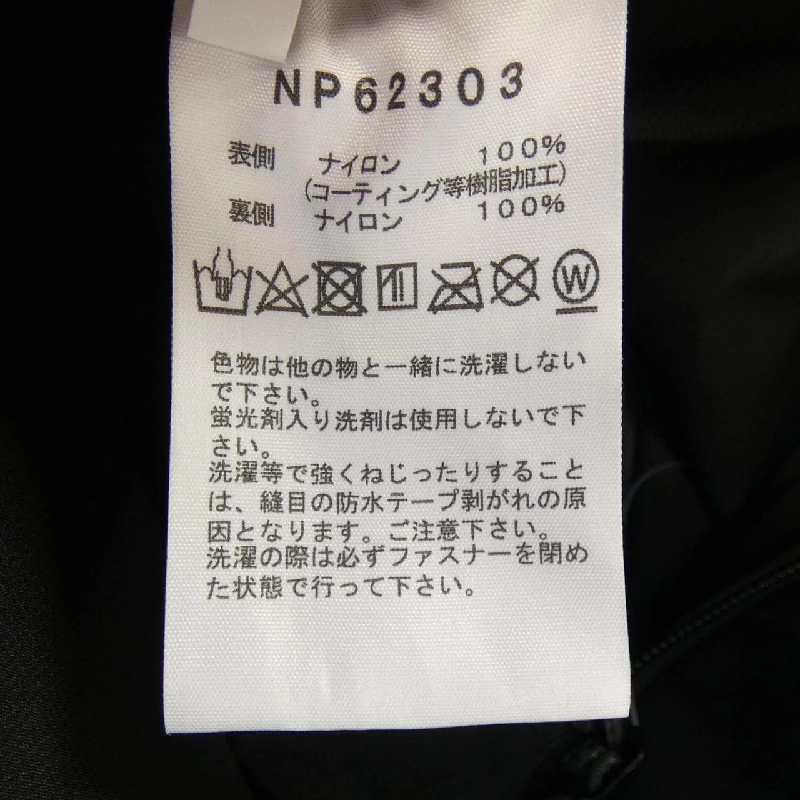 NP62303
表側 ナイロン 100%
(コーティング等樹脂加工)
裏側 ナイロン 100%
W
色物は他の物と一緒に洗濯しない
で下さい。
蛍光剤入り洗剤は使用しないで下
さい。
洗濯等で強くねじったりすること
は、縫目の防水テープ剥がれの原
因となります。ご注意下さい。
洗濯の際は必ずファスナーを閉め
た状態で行って下さい。